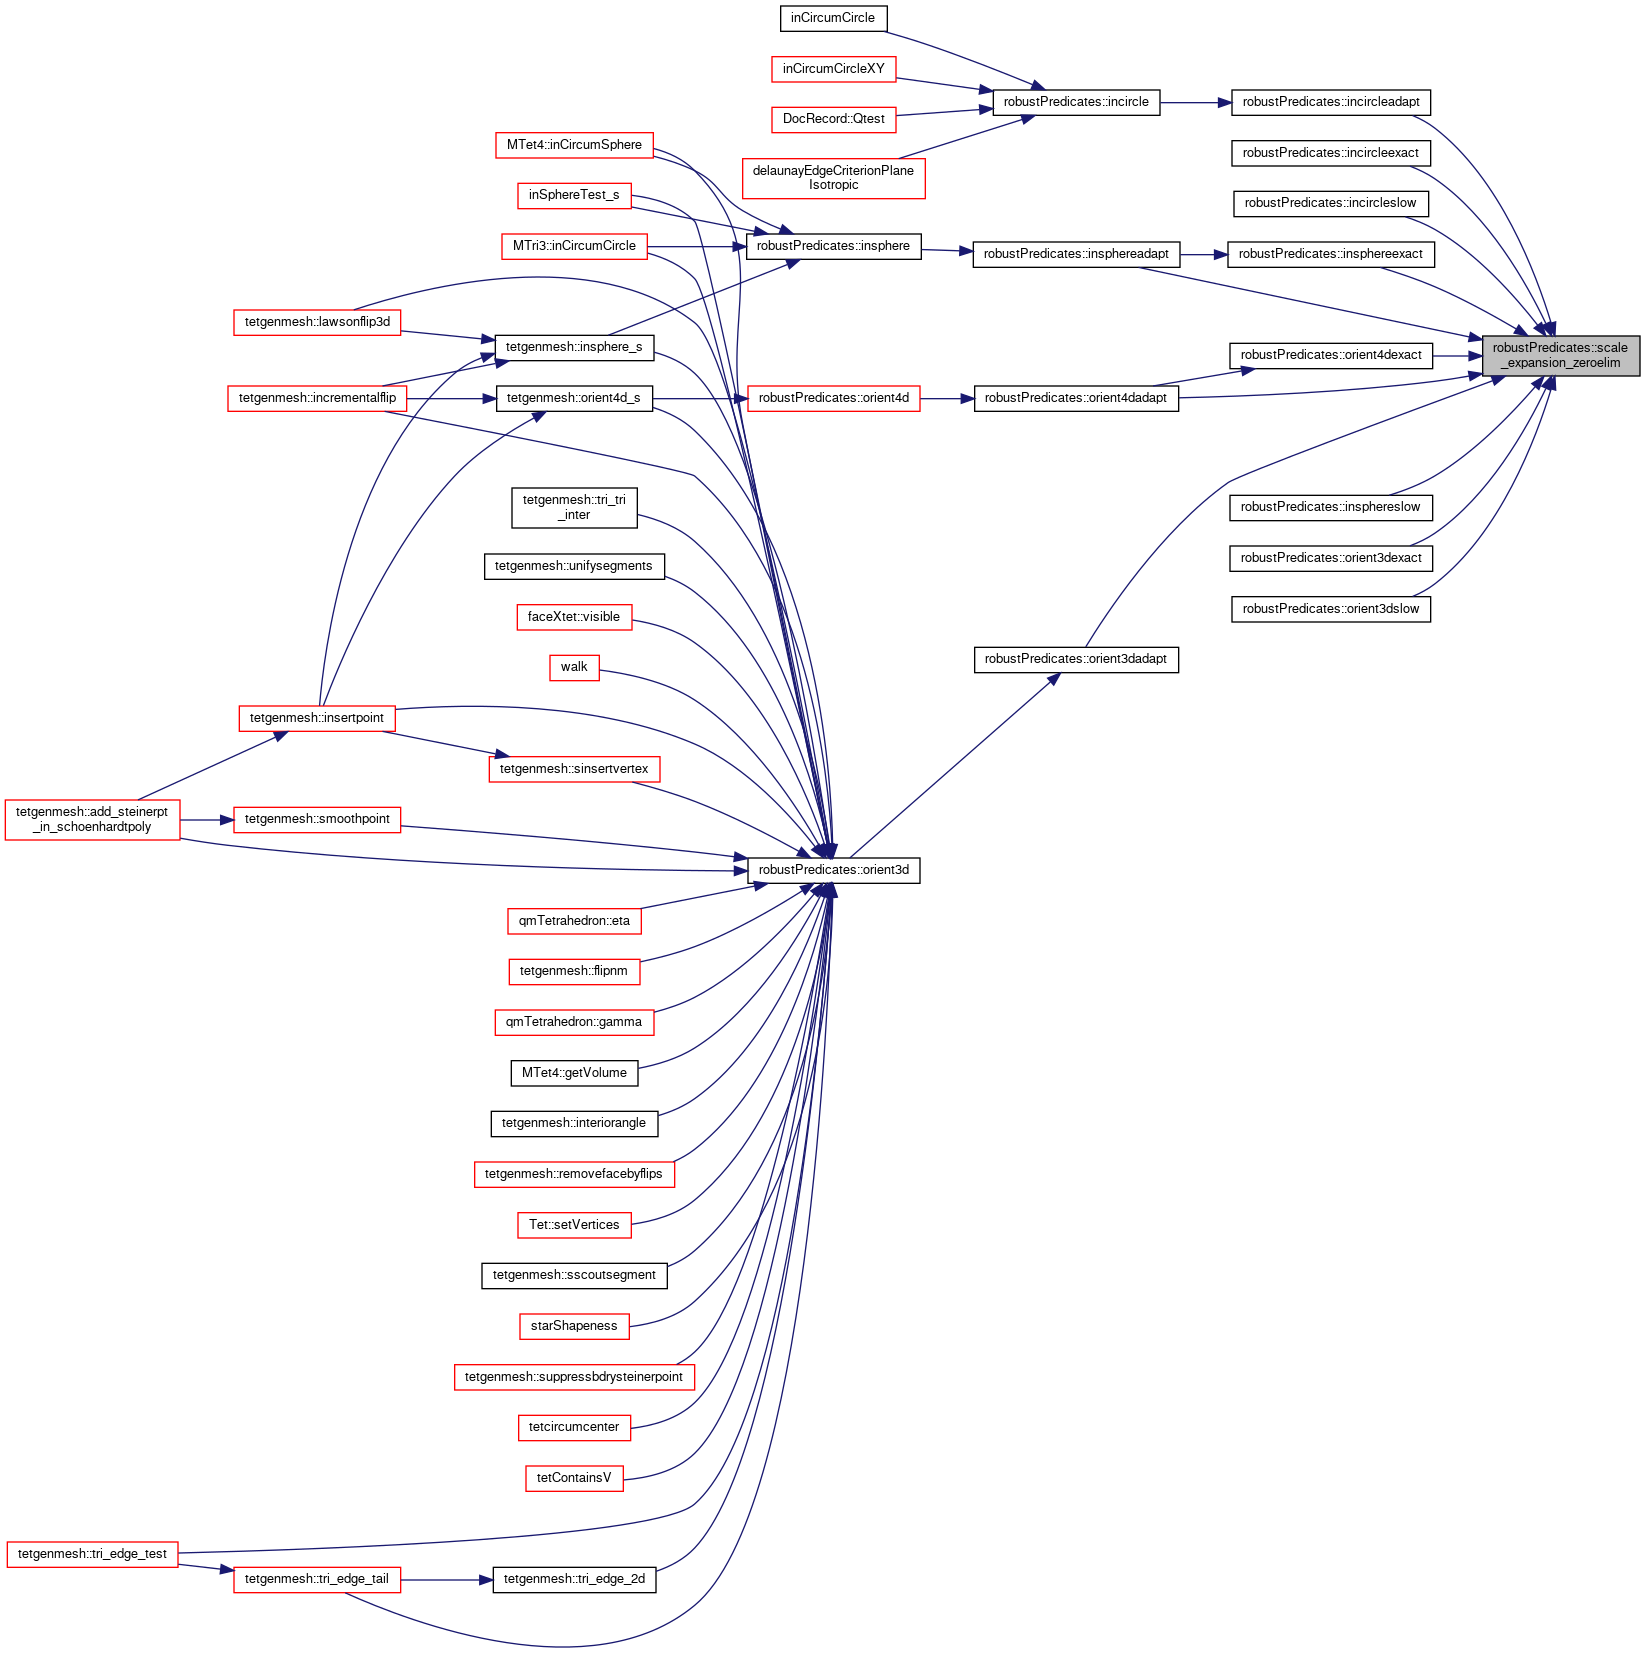 inCircumCircle
inCircumCircleXY
robustPredicates::incircle
robustPredicates::incircleadapt
DocRecord::Qtest
MTet4::inCircumSphere
robustPredicates::incircleexact
delaunayEdgeCriterionPlane
Isotropic
inSphereTest_s
robustPredicates::incircleslow
MTri3::inCircumCircle
robustPredicates::insphere
robustPredicates::insphereadapt
robustPredicates::insphereexact
tetgenmesh::lawsonflip3d
tetgenmesh::insphere_s
robustPredicates::orient4dexact
robustPredicates::scale
_expansion_zeroelim
tetgenmesh::incrementalflip
tetgenmesh::orient4d_s
robustPredicates::orient4d
robustPredicates::orient4dadapt
tetgenmesh::tri_tri
_inter
robustPredicates::insphereslow
tetgenmesh::unifysegments
robustPredicates::orient3dexact
faceXtet::visible
robustPredicates::orient3dslow
walk
robustPredicates::orient3dadapt
tetgenmesh::insertpoint
tetgenmesh::sinsertvertex
tetgenmesh::add_steinerpt
_in_schoenhardtpoly
tetgenmesh::smoothpoint
robustPredicates::orient3d
qmTetrahedron::eta
tetgenmesh::flipnm
qmTetrahedron::gamma
MTet4::getVolume
tetgenmesh::interiorangle
tetgenmesh::removefacebyflips
Tet::setVertices
tetgenmesh::sscoutsegment
starShapeness
tetgenmesh::suppressbdrysteinerpoint
tetcircumcenter
tetContainsV
tetgenmesh::tri_edge_test
tetgenmesh::tri_edge_tail
tetgenmesh::tri_edge_2d